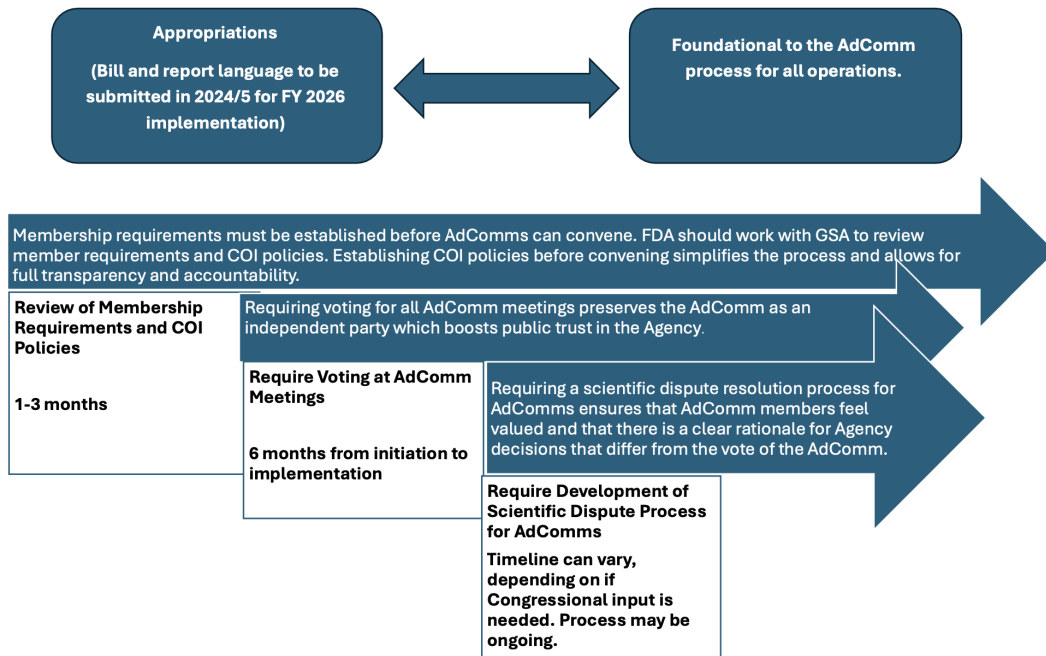 Appropriations
(Bill and report language to be
submitted in 2024/5 for FY 2026
implementation)
Foundational to the AdComm
process for all operations.
Membership requirements must be established before AdComms can convene. FDA should work with GSA to review
member requirements and COI policies. Establishing COI policies before convening simplifies the process and allows for
full transparency and accountability.
Review of Membership
Requirements and COI
Policies
1-3 months
Requiring voting for all AdComm meetings preserves the AdComm as an
independent party which boosts public trust in the Agency.
Require Voting at AdComm
Meetings
6 months from initiation to
implementation
Requiring a scientific dispute resolution process for
AdComms ensures that AdComm members feel
valued and that there is a clear rationale for Agency
decisions that differ from the vote of the AdComm.
Require Development of
Scientific Dispute Process
for AdComms
Timeline can vary,
depending on if
Congressional input is
needed. Process may be
ongoing.